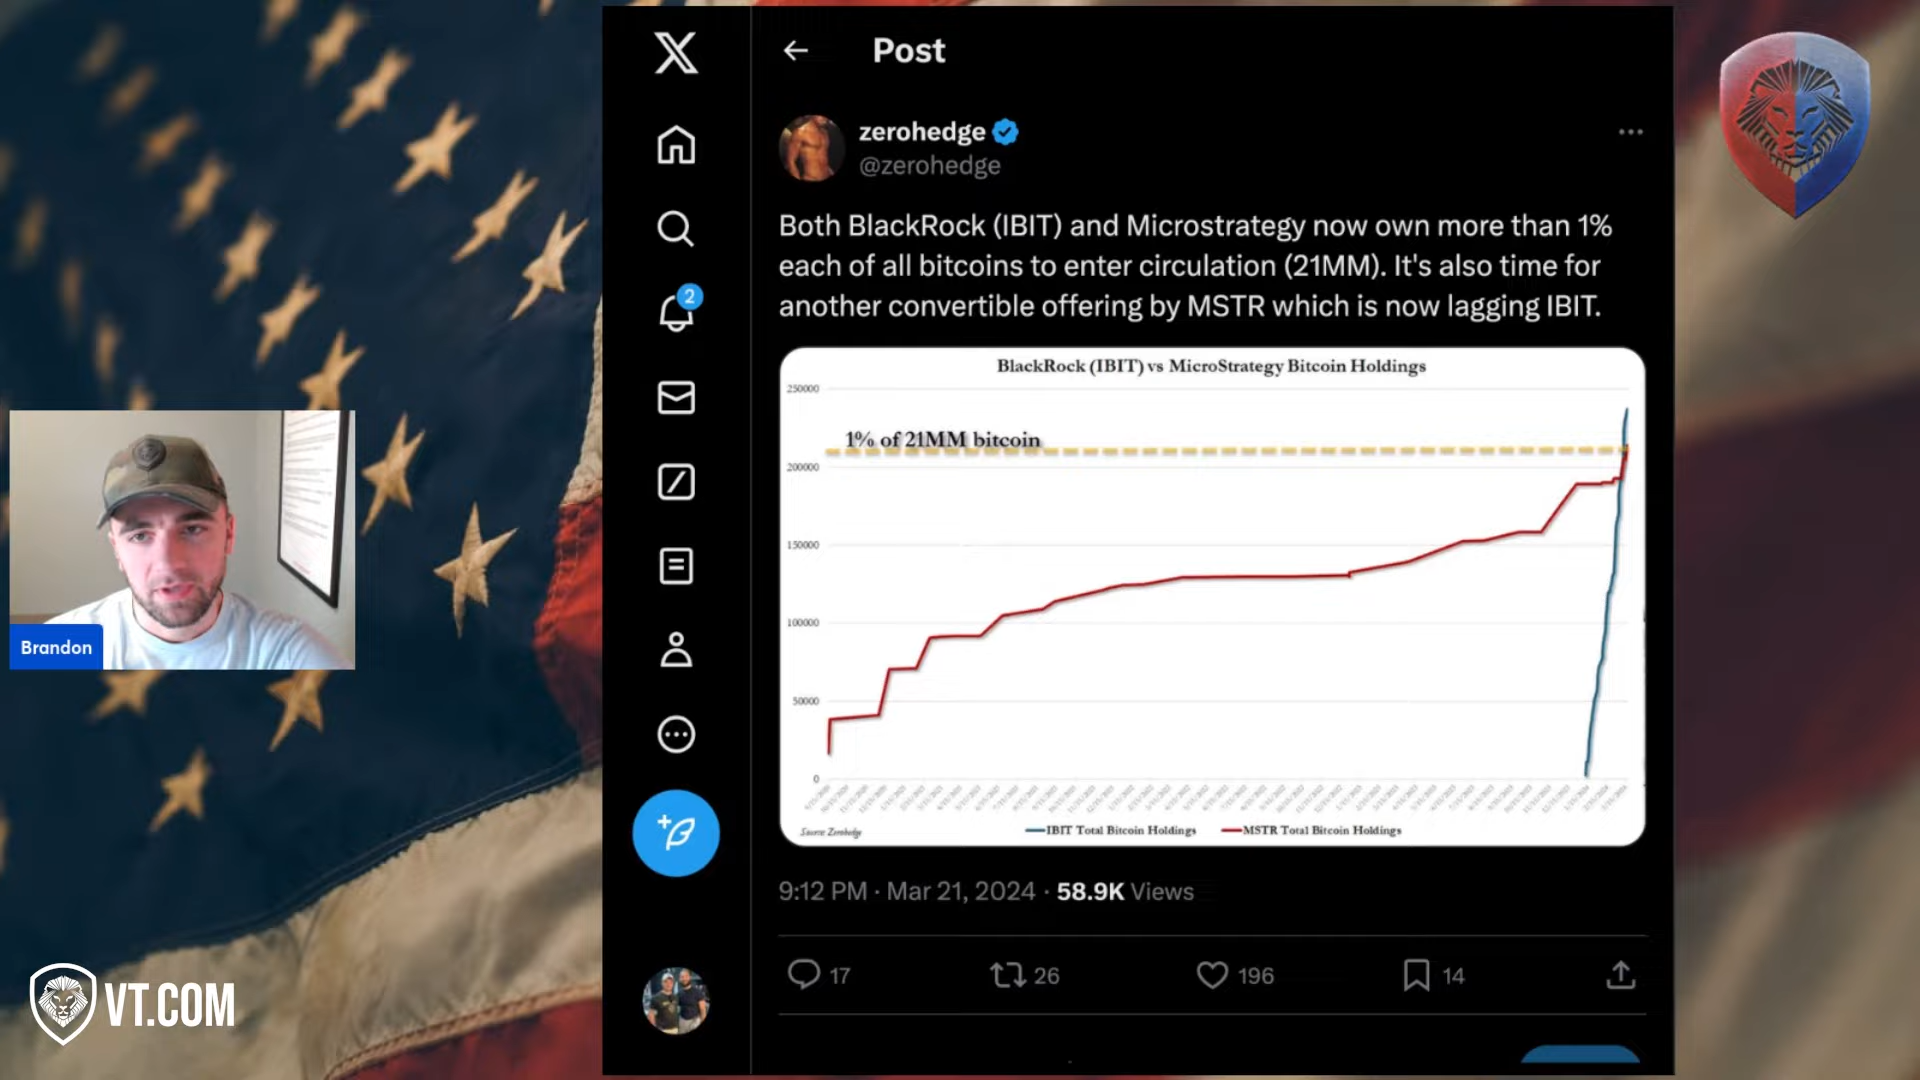 Post
zerohedge
@zerohedge
Both BlackRock (IBIT) and Microstrategy now own more than 1%
each of all bitcoins to enter circulation (21MM). It's also time for
another convertible offering by MSTR which is now lagging IBIT.
2
BlackRock (IBIT) vs MicroStrategy Bitcoin Holdings
250000
1% of 21MM bitcoin
200000
150000
100000
50000
0
Source: Zerohedge
IBIT Total Bitcoin Holdings
MSTR Total Bitcoin Holdings
9:12 PM · Mar 21, 2024 · 58.9K Views
17
26
196
14
Brandon
VT.COM